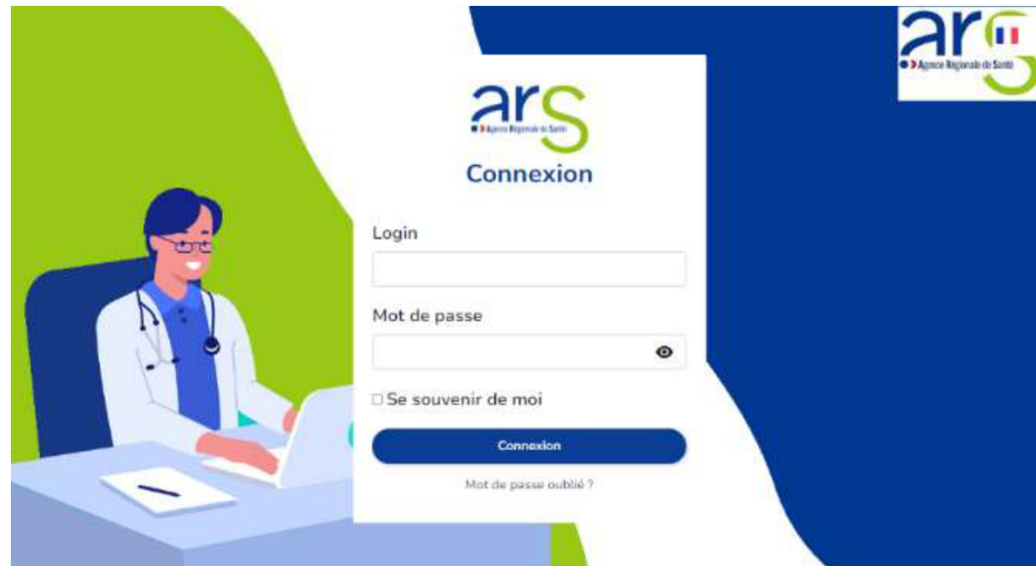 ars
Agence Régionale de Santé
ars
Agence Régionale de Santé
Connexion
Login
Mot de passe
Se souvenir de moi
Connexion
Mot de passe oublié ?